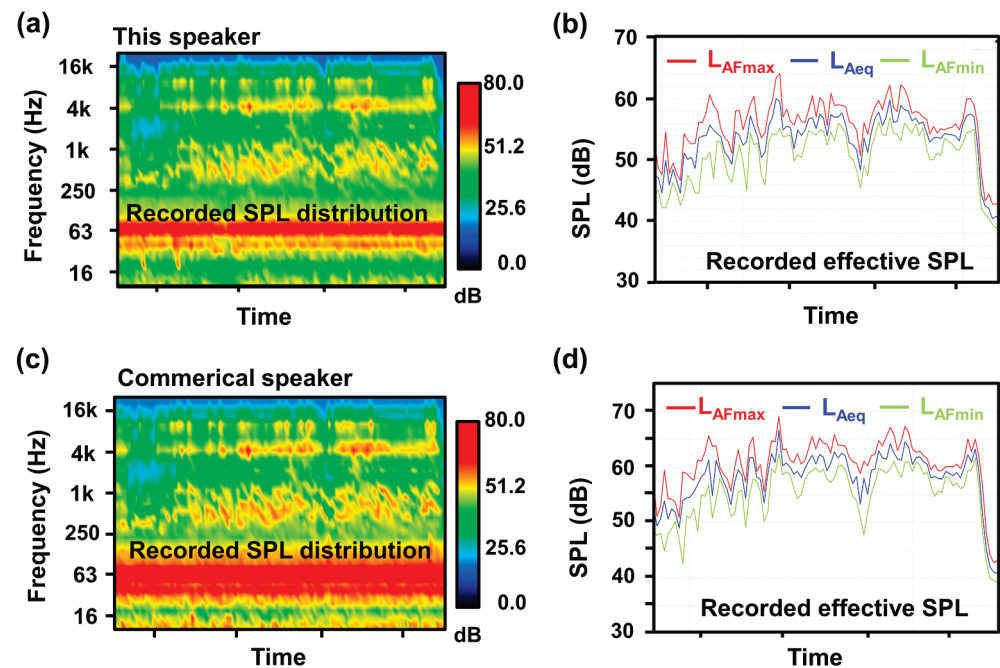 (a)
This speaker
Frequency (Hz)
16k
4k
1k
250
63
16
Recorded SPL distribution
Time
80.0
51.2
25.6
0.0
dB
(b)
SPL (dB)
70
60
50
40
30
LAFmax
LAeq
LAFmin
Recorded effective SPL
Time
(c)
Commerical speaker
Frequency (Hz)
16k
4k
1k
250
63
16
Recorded SPL distribution
Time
80.0
51.2
25.6
0.0
dB
(d)
SPL (dB)
70
60
50
40
30
LAFmax
LAeq
LAFmin
Recorded effective SPL
Time